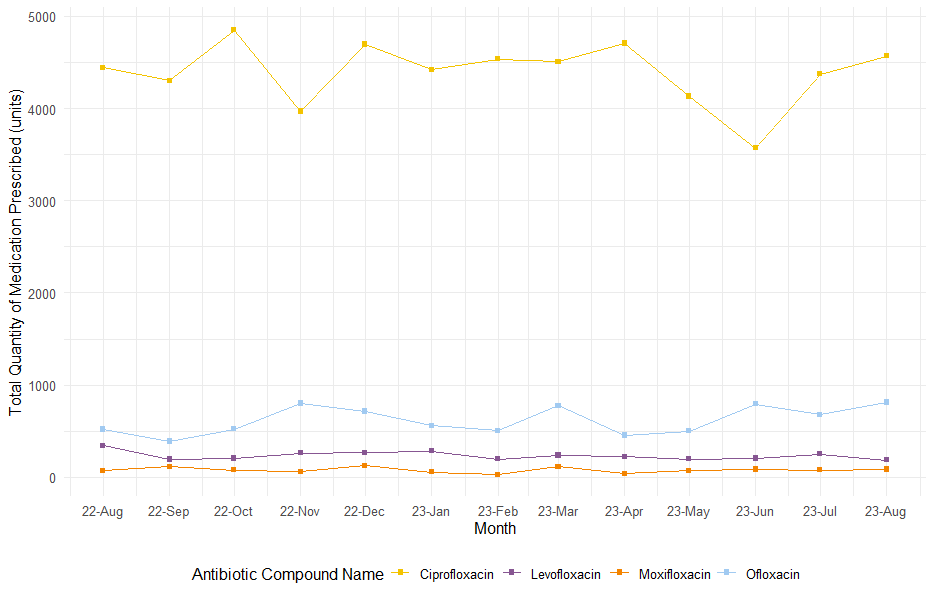 Total Quantity of Medication Prescribed (units)
5000
4000
3000
2000
1000
0
22-Aug 22-Sep 22-Oct 22-Nov 22-Dec 23-Jan 23-Feb 23-Mar 23-Apr 23-May 23-Jun 23-Jul 23-Aug
Month
Antibiotic Compound Name Ciprofloxacin Levofloxacin Moxifloxacin Ofloxacin